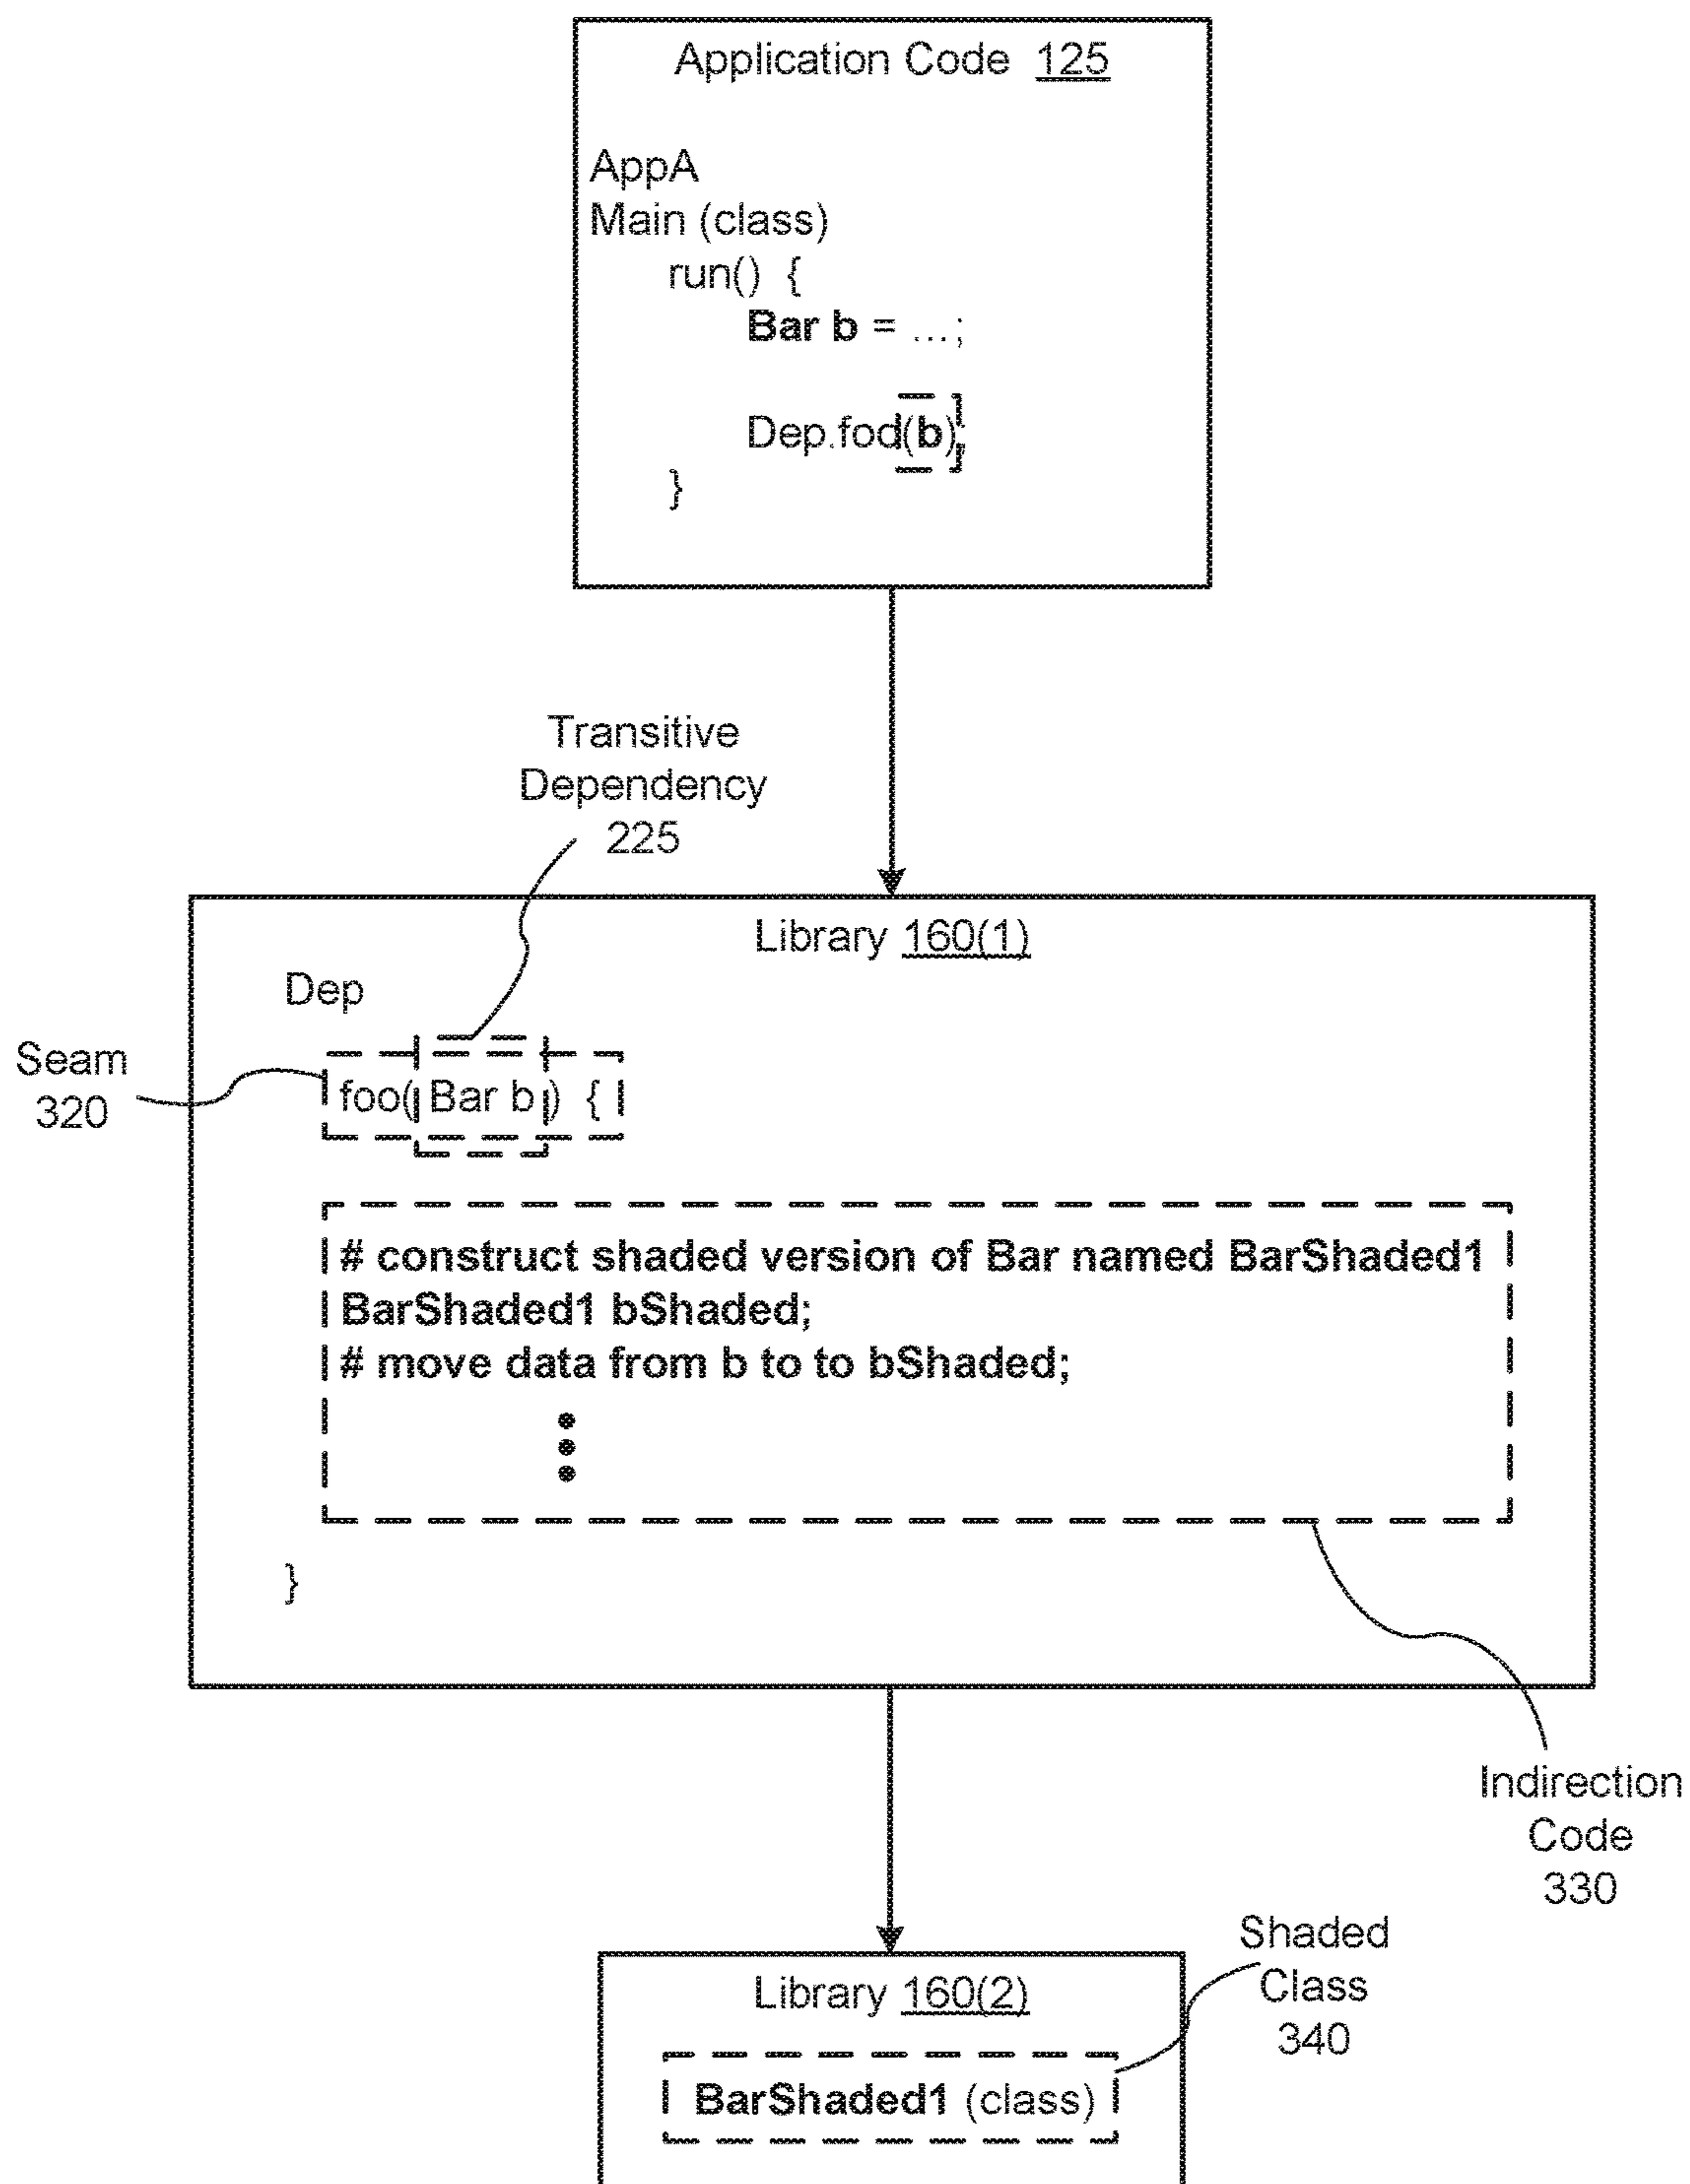 Application Code 125
AppA
Main (class)
run() {
Bar b = ...;
Dep.foo(b);
}
Transitive
Dependency
225
Library 160(1)
Dep
Seam
320
foo( Bar b ) {
# construct shaded version of Bar named BarShaded1
BarShaded1 bShaded;
# move data from b to to bShaded;
}
Indirection
Code
330
Shaded
Class
340
Library 160(2)
BarShaded1 (class)